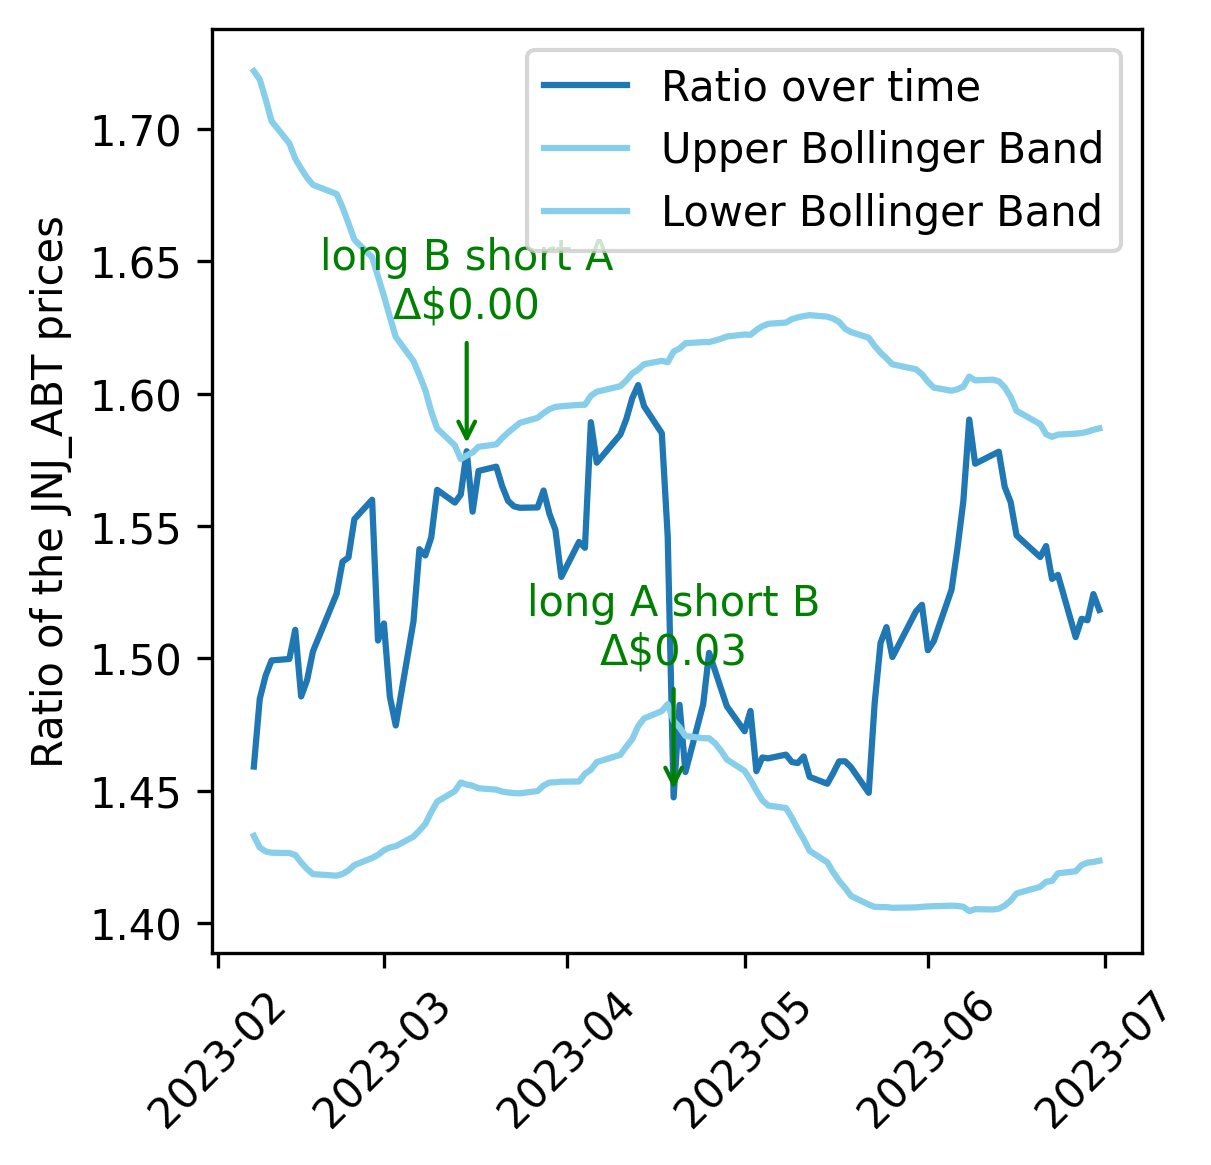 Ratio over time
Upper Bollinger Band
Lower Bollinger Band
long B short A
Δ$0.00
long A short B
Δ$0.03
Ratio of the JNJ_ABT prices
1.70
1.65
1.60
1.55
1.50
1.45
1.40
2023-02
2023-03
2023-04
2023-05
2023-06
2023-07